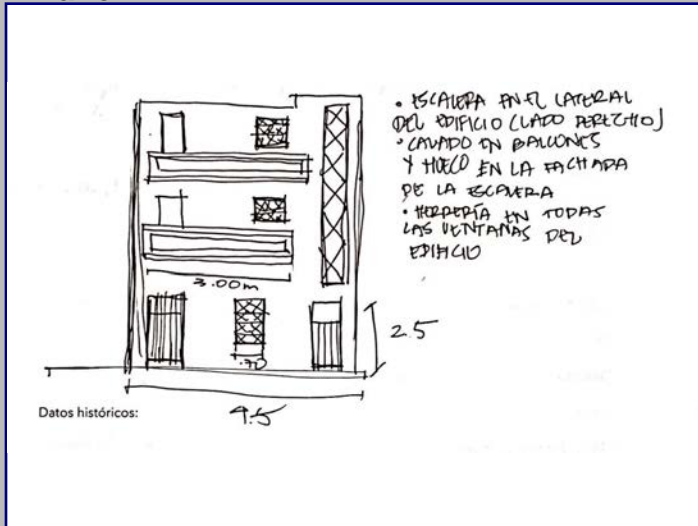 • ESCALERA EN EL LATERAL
DEL EDIFICIO (LADO DERECHO)
• CALADO EN BALCONES
Y HUECO EN LA FACHADA
DE LA ESCALERA
• HERRERÍA EN TODAS
LAS VENTANAS DEL
EDIFICIO
3.00m
2.5
.70
Datos históricos:
9.5